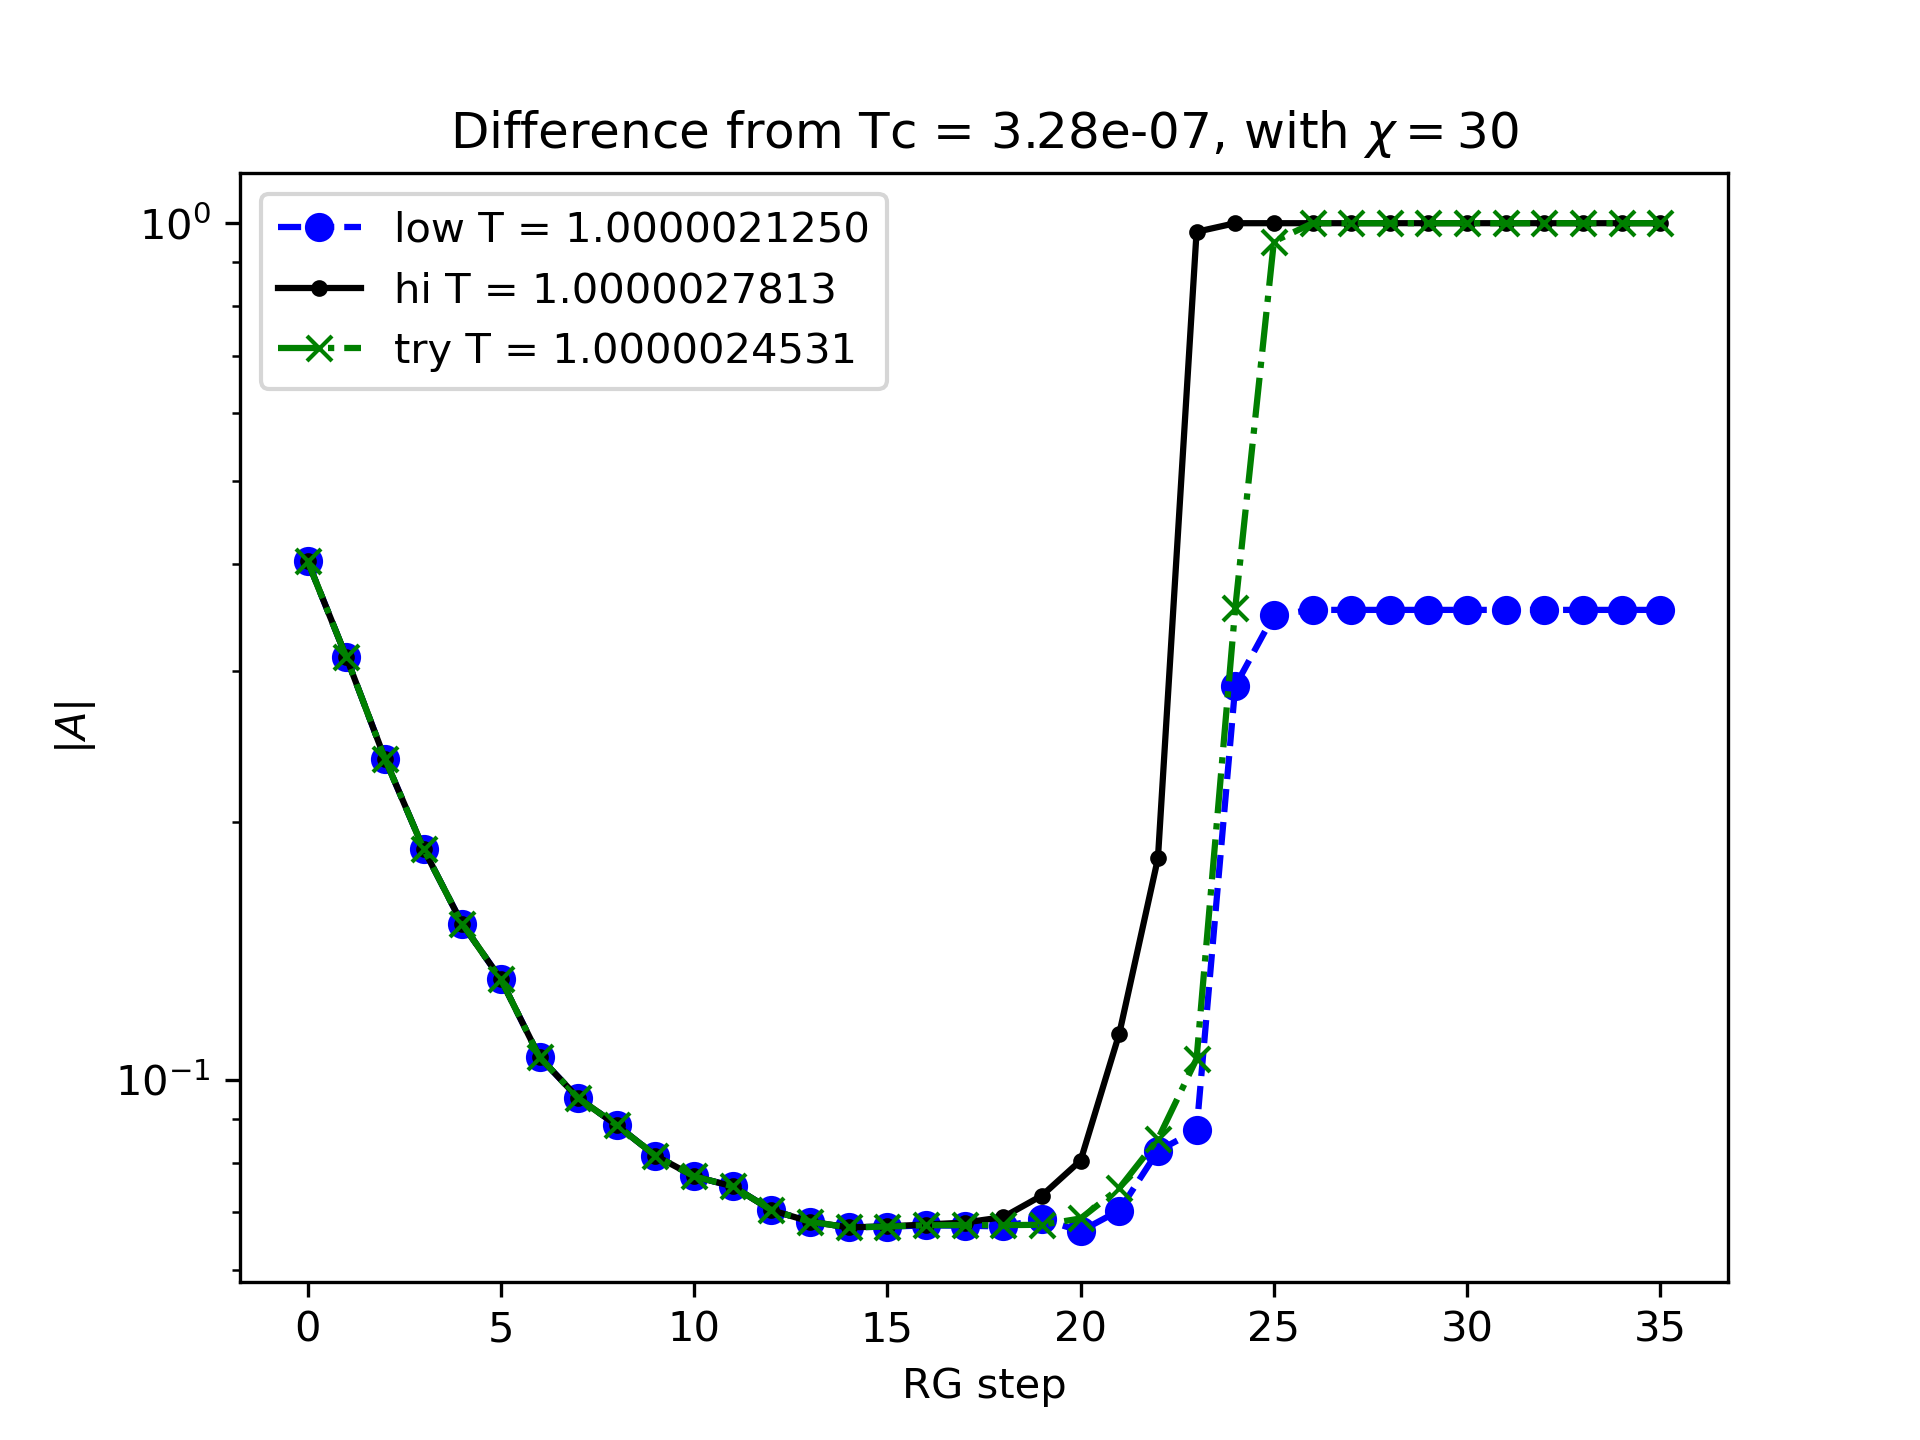 Difference from Tc = 3.28e-07, with χ = 30
10⁰
low T = 1.0000021250
hi T = 1.0000027813
try T = 1.0000024531
|A|
10⁻¹
0 5 10 15 20 25 30 35
RG step